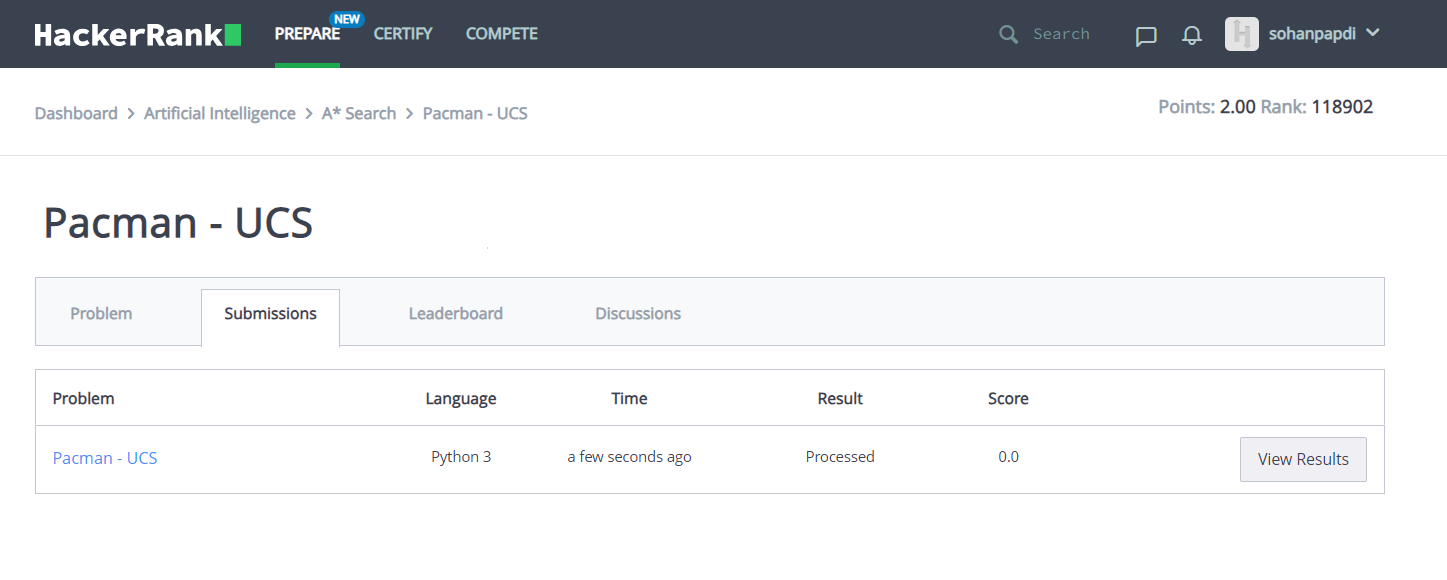 HackerRank PREPARE NEW CERTIFY COMPETE Search sohanpapdi
Dashboard > Artificial Intelligence > A* Search > Pacman - UCS Points: 2.00 Rank: 118902
Pacman - UCS
Problem Submissions Leaderboard Discussions
Problem Language Time Result Score
Pacman - UCS Python 3 a few seconds ago Processed 0.0 View Results